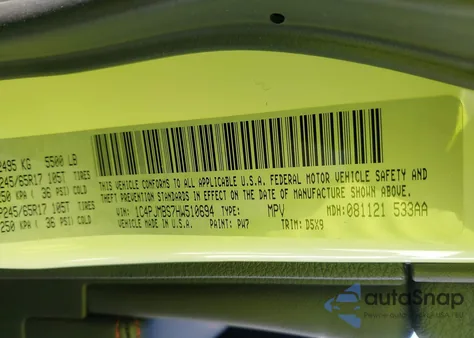 2495 KG 5500 LB
P245/65R17 105T TIRES
250 KPA ( 36 PSI) COLD
P245/65R17 105T TIRES
250 KPA ( 36 PSI) COLD
THIS VEHICLE CONFORMS TO ALL APPLICABLE U.S.A. FEDERAL MOTOR VEHICLE SAFETY AND
THEFT PREVENTION STANDARDS IN EFFECT ON THE DATE OF MANUFACTURE SHOWN ABOVE.
VIN: 1C4PJMBS7HW510694 TYPE: MPV MDH: 081121 533AA
VEHICLE MADE IN U.S.A. PAINT: PW7 TRIM: D5X9
autoSnap